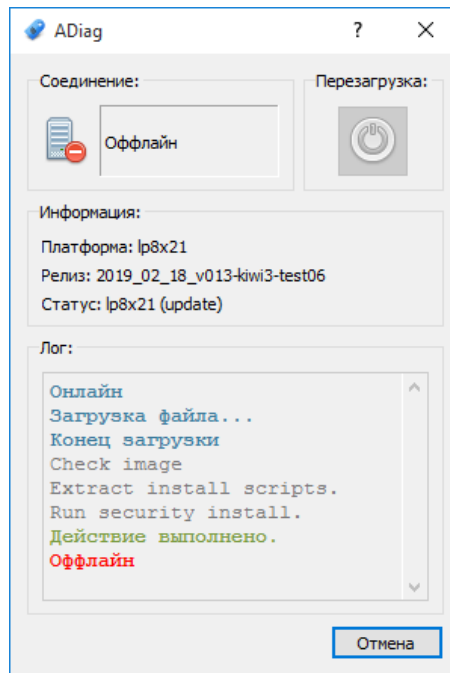 ADiag
Соединение:
Оффлайн
Перезагрузка:
Информация:
Платформа: lp8x21
Релиз: 2019_02_18_v013-kiwi3-test06
Статус: lp8x21 (update)
Лог:
Онлайн
Загрузка файла...
Конец загрузки
Check image
Extract install scripts.
Run security install.
Действие выполнено.
Оффлайн
Отмена